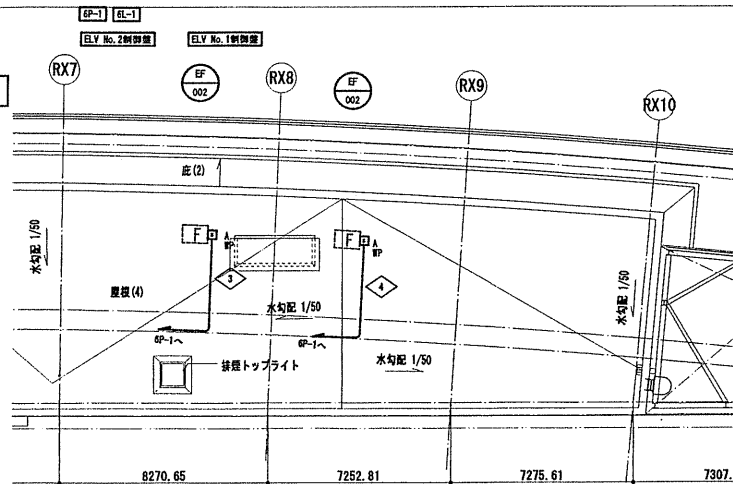 6P-1 6L-1
ELV No.2制御盤 ELV No.1制御盤
RX7
EF
002
RX8
EF
002
RX9
RX10
庇(2)
水勾配 1/50
F
A
WP
F
A
WP
3
4
屋根(4)
水勾配 1/50
水勾配 1/50
6P-1へ
6P-1へ
水勾配 1/50
排煙トップライト
8270.65
7252.81
7275.61
7307.